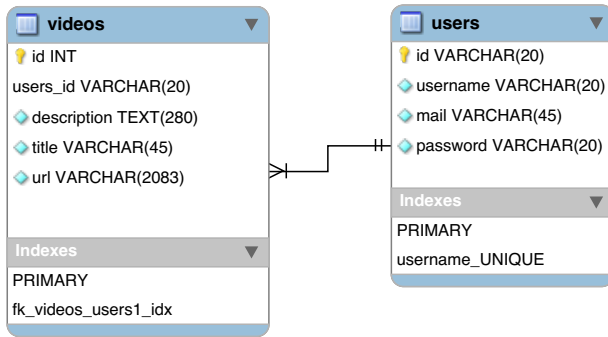 videos
id INT
users_id VARCHAR(20)
description TEXT(280)
title VARCHAR(45)
url VARCHAR(2083)
Indexes
PRIMARY
fk_videos_users1_idx
users
id VARCHAR(20)
username VARCHAR(20)
mail VARCHAR(45)
password VARCHAR(20)
Indexes
PRIMARY
username_UNIQUE